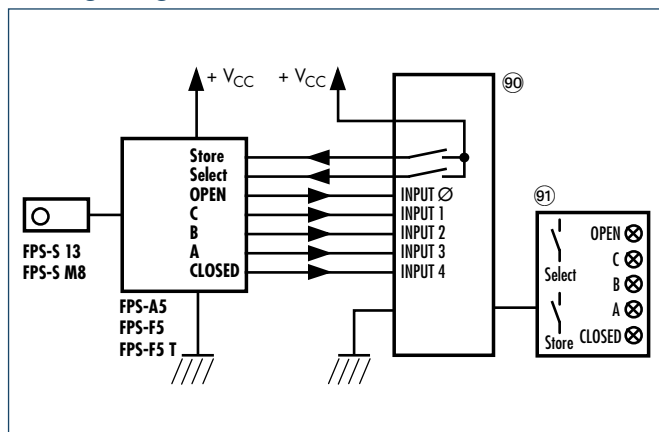 + VCC
+ VCC
90
Store
Select
OPEN
C
B
A
CLOSED
INPUT Ø
INPUT 1
INPUT 2
INPUT 3
INPUT 4
FPS-S 13
FPS-S M8
FPS-A5
FPS-F5
FPS-F5 T
91
Select
Store
OPEN
C
B
A
CLOSED